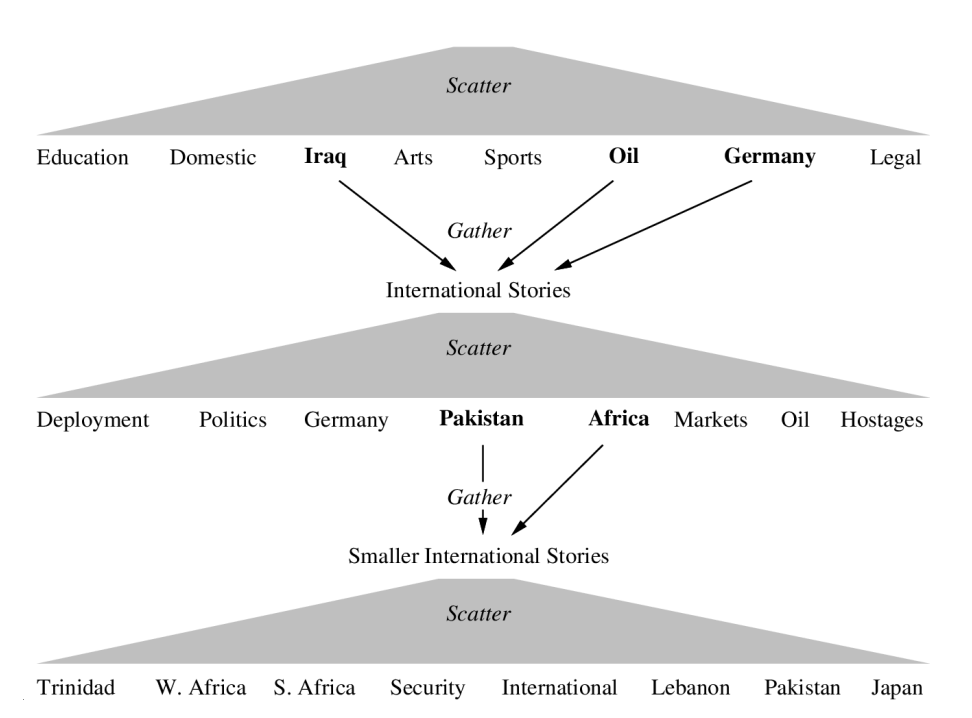 Scatter
Education Domestic Iraq Arts Sports Oil Germany Legal
Gather
International Stories
Scatter
Deployment Politics Germany Pakistan Africa Markets Oil Hostages
Gather
Smaller International Stories
Scatter
Trinidad W. Africa S. Africa Security International Lebanon Pakistan Japan